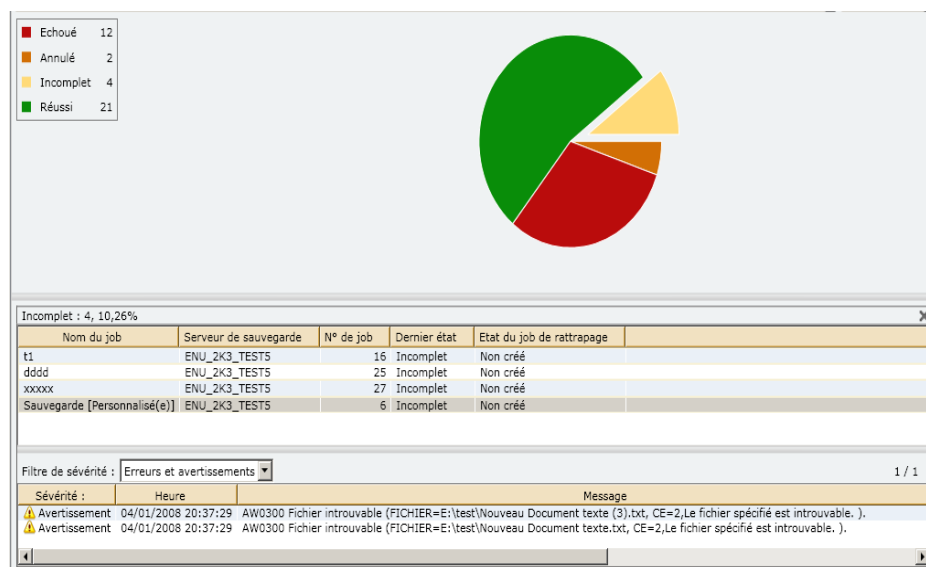 Echoué 12
Annulé 2
Incomplet 4
Réussi 21
Incomplet : 4, 10,26%
Nom du job Serveur de sauvegarde N° de job Dernier état Etat du job de rattrapage
t1 ENU_2K3_TEST5 16 Incomplet Non créé
dddd ENU_2K3_TEST5 25 Incomplet Non créé
xxxxx ENU_2K3_TEST5 27 Incomplet Non créé
Sauvegarde [Personnalisé(e)] ENU_2K3_TEST5 6 Incomplet Non créé
Filtre de sévérité : Erreurs et avertissements 1 / 1
Sévérité : Heure Message
Avertissement 04/01/2008 20:37:29 AW0300 Fichier introuvable (FICHIER=E:\test\Nouveau Document texte (3).txt, CE=2,Le fichier spécifié est introuvable. ).
Avertissement 04/01/2008 20:37:29 AW0300 Fichier introuvable (FICHIER=E:\test\Nouveau Document texte.txt, CE=2,Le fichier spécifié est introuvable. ).